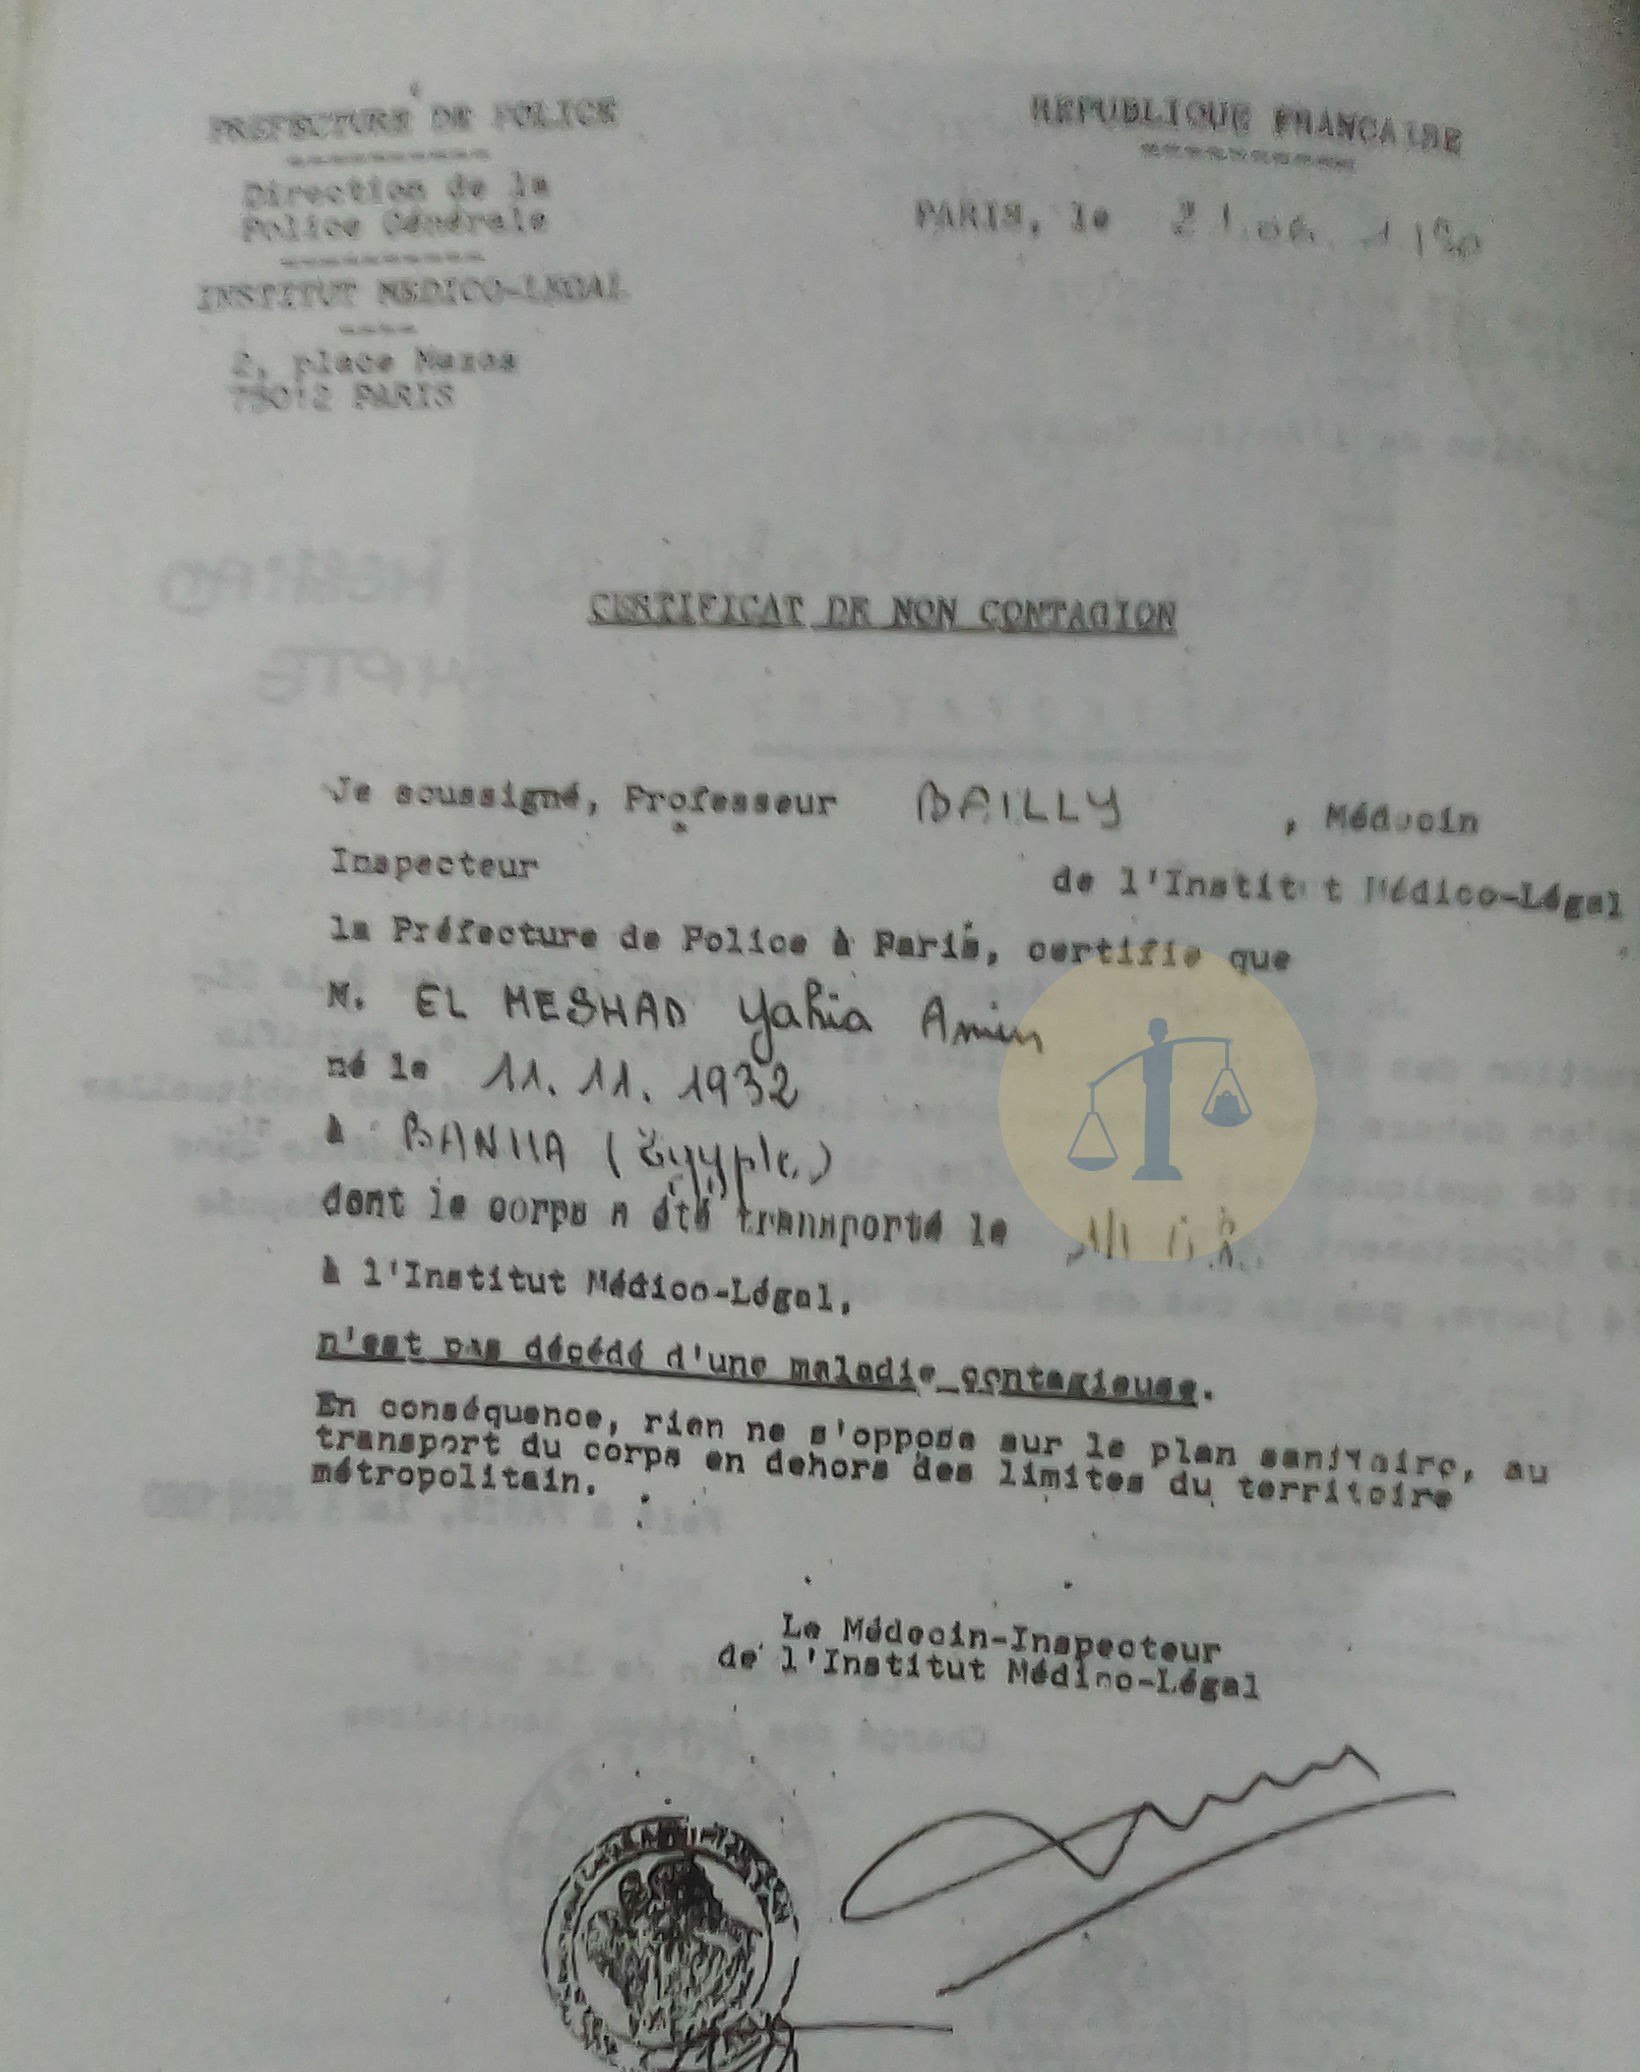 PREFECTURE DE POLICE
Direction de la
Police Générale
INSTITUT MEDICO-LEGAL
2, place Mazas
75012 PARIS
REPUBLIQUE FRANCAISE
PARIS, le
CERTIFICAT DE NON CONTAGION
Je soussigné, Professeur BAILLY , Médecin
Inspecteur de l'Institut Médico-Légal
la Préfecture de Police à Paris, certifie que
M. EL MESHAD Yahia Amin
né le 11. 11. 1932
à BANHA (Egypte)
dont le corps a été transporté le
à l'Institut Médico-Légal,
n'est pas décédé d'une maladie contagieuse.
En conséquence, rien ne s'oppose sur le plan sanitaire, au
transport du corps en dehors des limites du territoire
métropolitain.
Le Médecin-Inspecteur
de l'Institut Médico-Légal